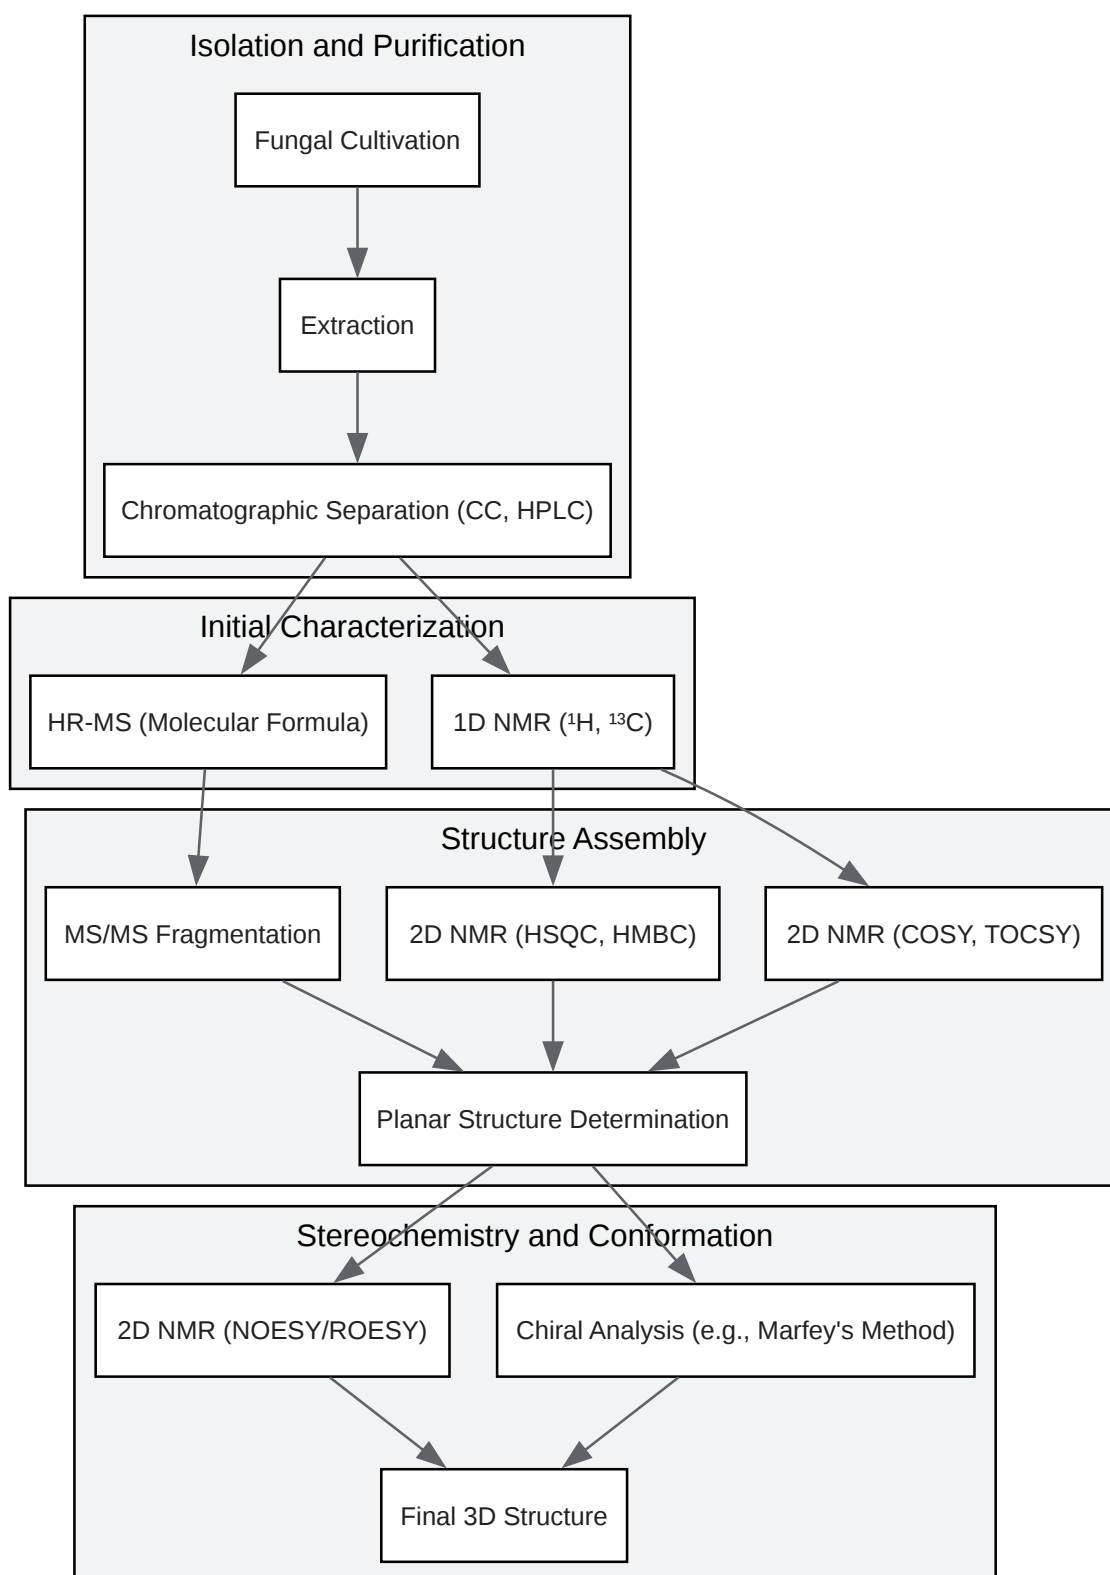 Isolation and Purification
Fungal Cultivation
Extraction
Chromatographic Separation (CC, HPLC)
Initial Characterization
HR-MS (Molecular Formula)
1D NMR (¹H, ¹³C)
Structure Assembly
MS/MS Fragmentation
2D NMR (HSQC, HMBC)
2D NMR (COSY, TOCSY)
Planar Structure Determination
Stereochemistry and Conformation
2D NMR (NOESY/ROESY)
Chiral Analysis (e.g., Marfey's Method)
Final 3D Structure